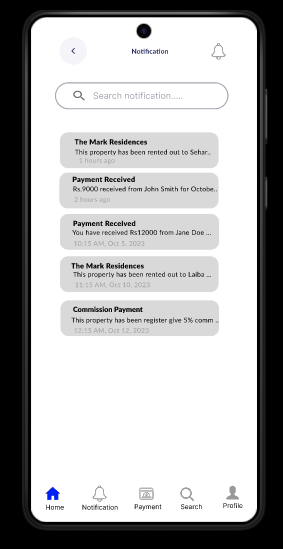 Notification
Search notification.....
The Mark Residences
This property has been rented out to Sehar..
1 hours ago
Payment Received
Rs.9000 received from John Smith for Octobe..
2 hours ago
Payment Received
You have received Rs12000 from Jane Doe ...
10:15 AM, Oct 5, 2023
The Mark Residences
This property has been rented out to Laiba ...
11:15 AM, Oct 10, 2023
Commission Payment
This property has been register give 5% comm ..
12:15 AM, Oct 12, 2023
Home Notification Payment Search Profile